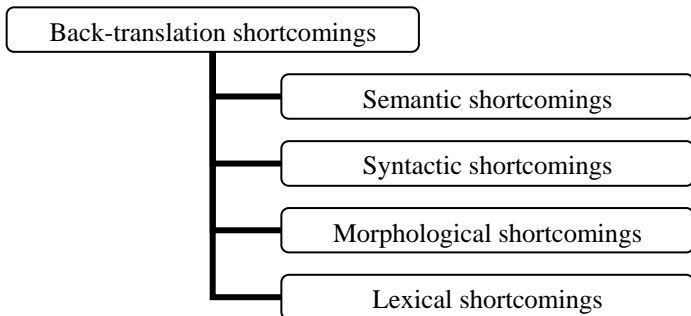 Back-translation shortcomings
Semantic shortcomings
Syntactic shortcomings
Morphological shortcomings
Lexical shortcomings